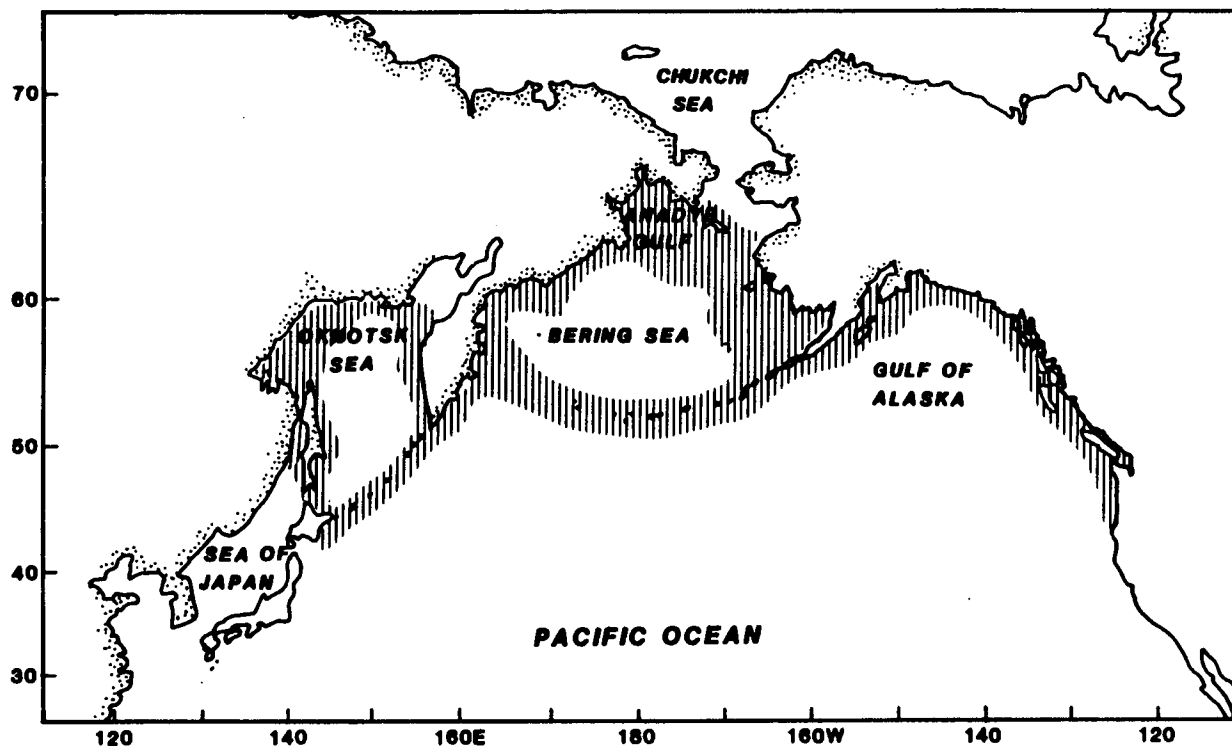 70
CHUKCHI
SEA
ANADYR
GULF
60
OKHOTSK
SEA
BERING SEA
GULF OF
ALASKA
50
SEA OF
JAPAN
40
PACIFIC OCEAN
30
120
140
160E
180
160W
140
120